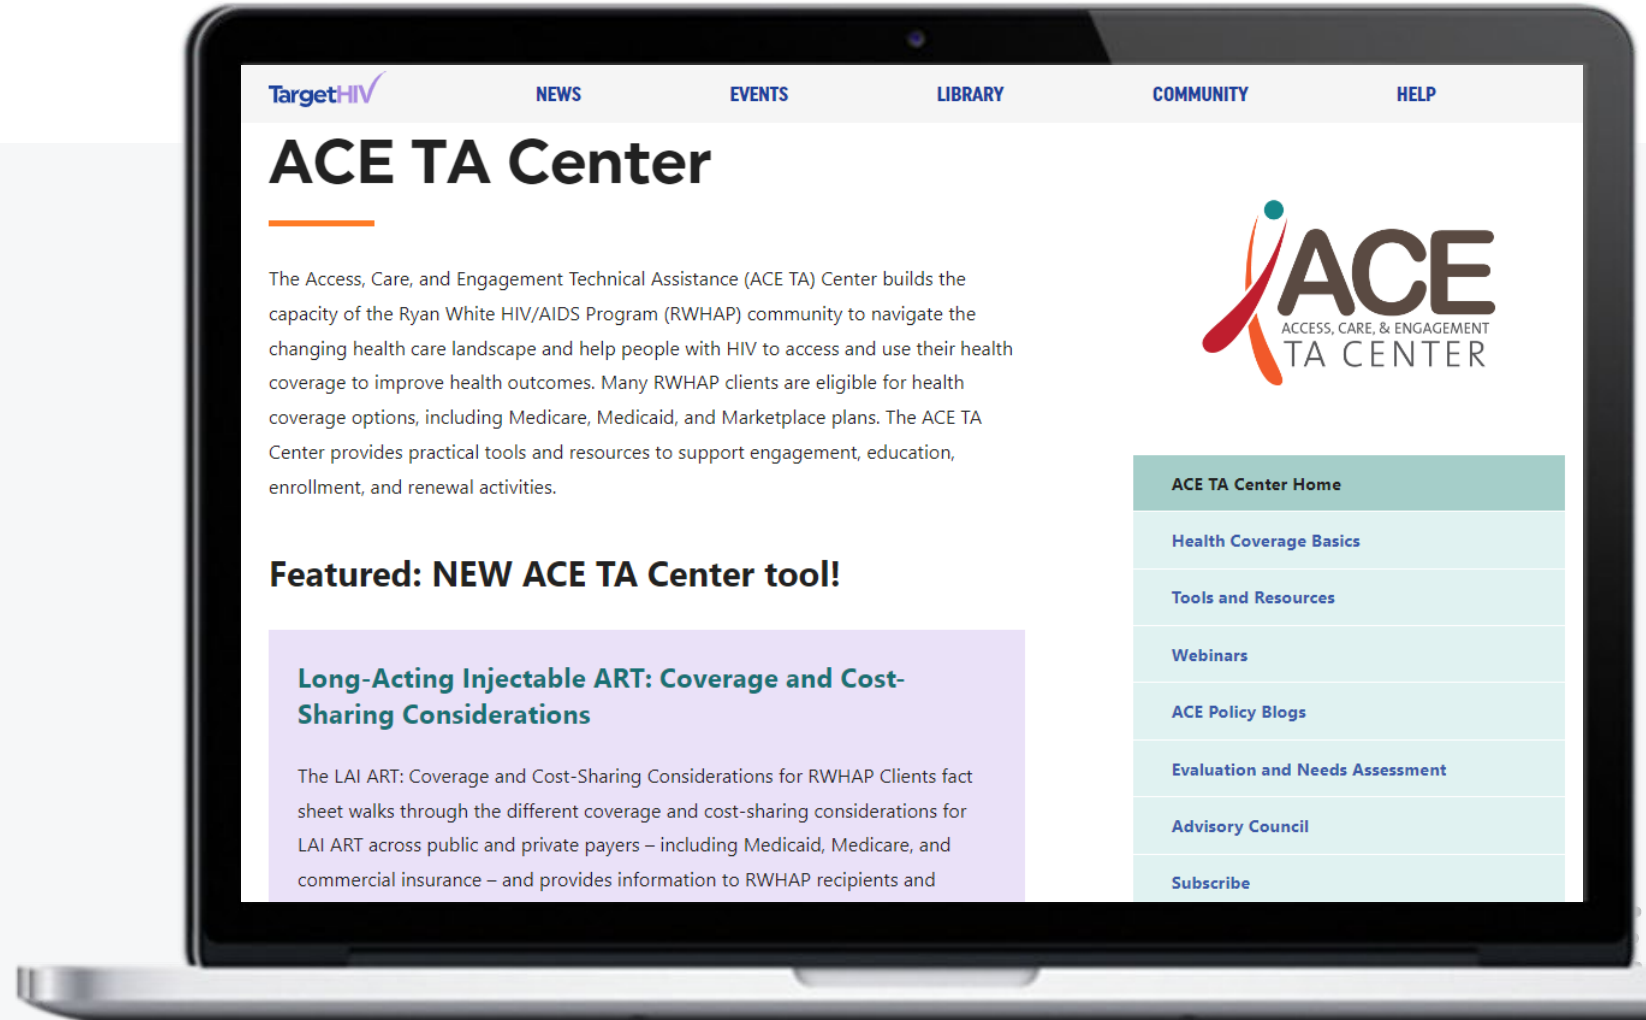 TargetHIV
NEWS
EVENTS
LIBRARY
COMMUNITY
HELP
ACE TA Center
The Access, Care, and Engagement Technical Assistance (ACE TA) Center builds the
capacity of the Ryan White HIV/AIDS Program (RWHAP) community to navigate the
changing health care landscape and help people with HIV to access and use their health
coverage to improve health outcomes. Many RWHAP clients are eligible for health
coverage options, including Medicare, Medicaid, and Marketplace plans. The ACE TA
Center provides practical tools and resources to support engagement, education,
enrollment, and renewal activities.
Featured: NEW ACE TA Center tool!
Long-Acting Injectable ART: Coverage and Cost-
Sharing Considerations
The LAI ART: Coverage and Cost-Sharing Considerations for RWHAP Clients fact
sheet walks through the different coverage and cost-sharing considerations for
LAI ART across public and private payers – including Medicaid, Medicare, and
commercial insurance – and provides information to RWHAP recipients and
ACE
ACCESS, CARE, & ENGAGEMENT
TA CENTER
ACE TA Center Home
Health Coverage Basics
Tools and Resources
Webinars
ACE Policy Blogs
Evaluation and Needs Assessment
Advisory Council
Subscribe